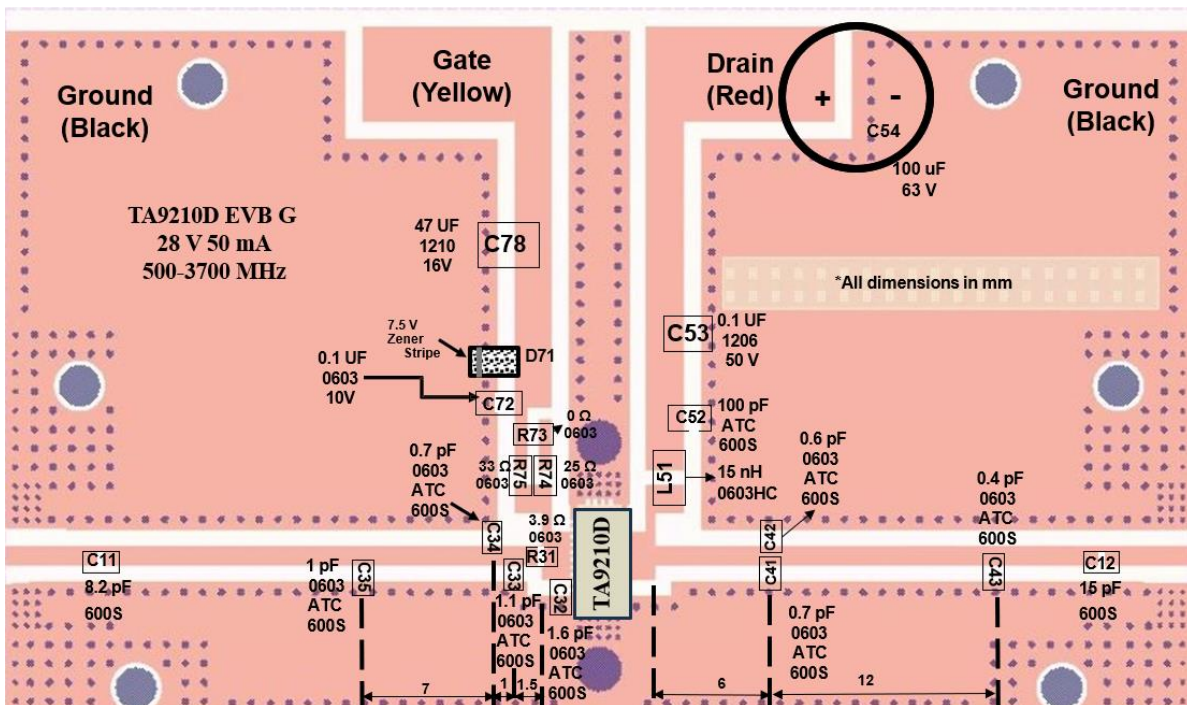 Ground
(Black)
Gate
(Yellow)
Drain
(Red)
+
-
C54
Ground
(Black)
100 uF
63 V
TA9210D EVB G
28 V 50 mA
500-3700 MHz
47 UF
1210
16V
C78
*All dimensions in mm
7.5 V
Zener
Stripe
D71
C53
0.1 UF
1206
50 V
0.1 UF
0603
10V
C72
C52
100 pF
ATC
600S
R73
0 Ω
0603
33 Ω
0603
R75
R74
25 Ω
0603
L51
15 nH
0603HC
0.7 pF
0603
ATC
600S
C34
0.6 pF
0603
ATC
600S
C42
0.4 pF
0603
ATC
600S
3.9 Ω
0603
R31
TA9210D
C11
8.2 pF
600S
1 pF
0603
ATC
600S
C35
C33
1.1 pF
0603
ATC
600S
C32
1.6 pF
0603
ATC
600S
C41
0.7 pF
0603
ATC
600S
C43
C12
15 pF
600S
7
1
1.5
6
12